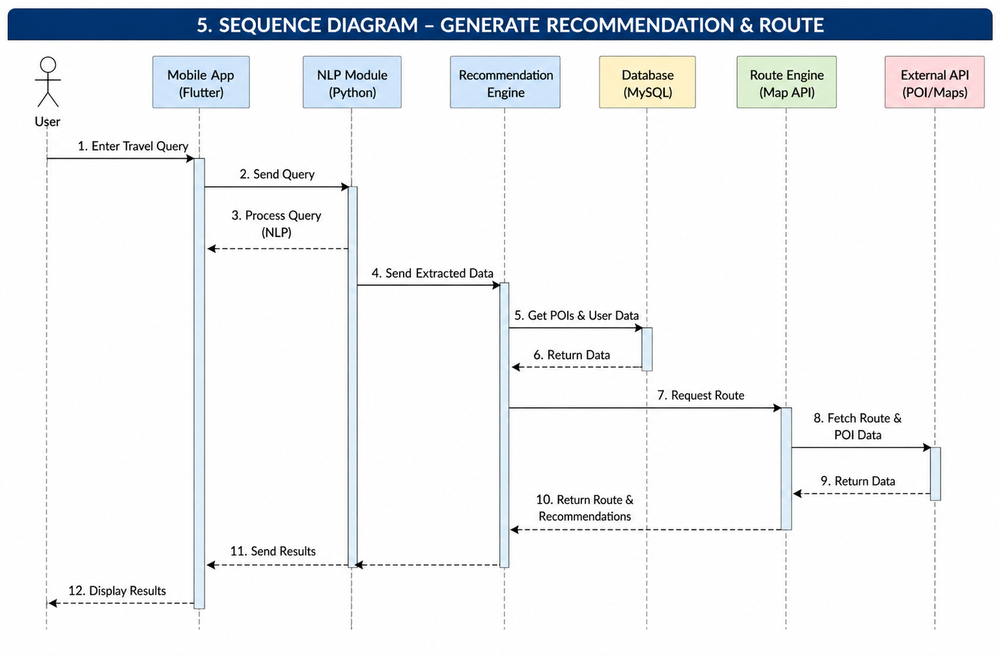 5. SEQUENCE DIAGRAM – GENERATE RECOMMENDATION & ROUTE
User
Mobile App
(Flutter)
NLP Module
(Python)
Recommendation
Engine
Database
(MySQL)
Route Engine
(Map API)
External API
(POI/Maps)
1. Enter Travel Query
2. Send Query
3. Process Query
(NLP)
4. Send Extracted Data
5. Get POIs & User Data
6. Return Data
7. Request Route
8. Fetch Route &
POI Data
9. Return Data
10. Return Route &
Recommendations
11. Send Results
12. Display Results